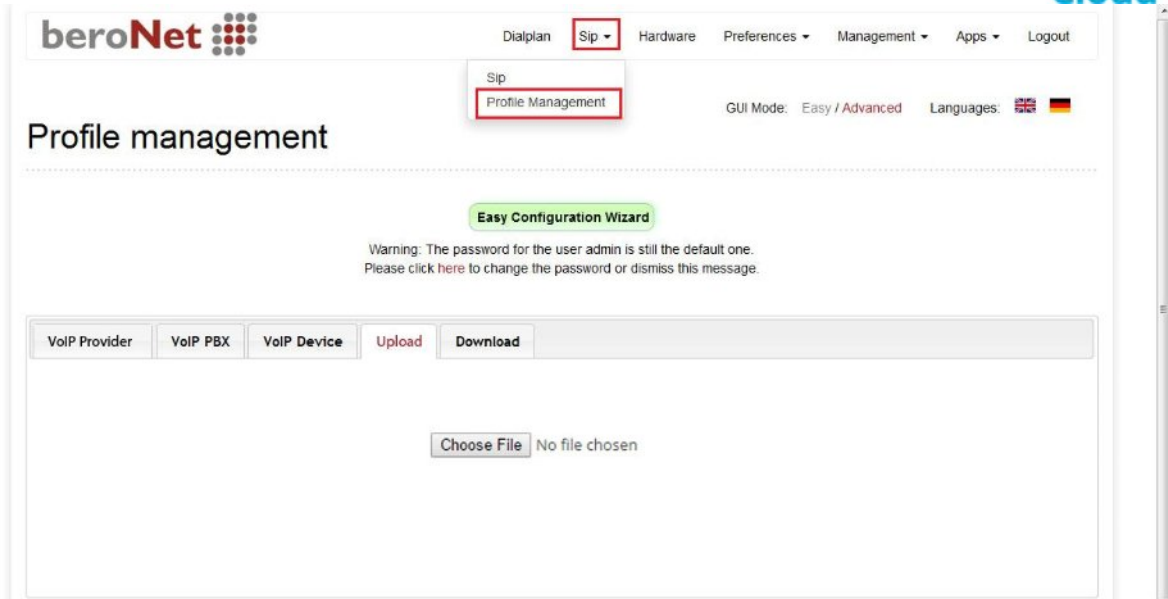 Cloud
beroNet
Dialplan Sip Hardware Preferences Management Apps Logout
Sip
Profile Management
GUI Mode: Easy / Advanced Languages:
Profile management
Easy Configuration Wizard
Warning: The password for the user admin is still the default one.
Please click here to change the password or dismiss this message.
VoIP Provider VoIP PBX VoIP Device Upload Download
Choose File No file chosen